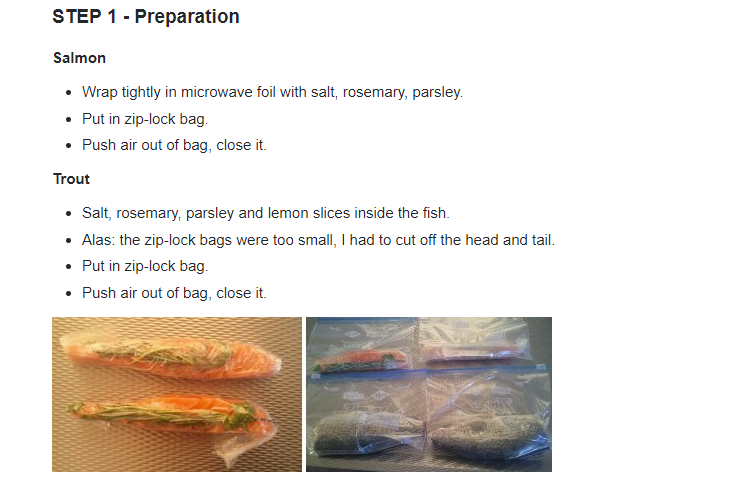 STEP 1 - Preparation
Salmon
Wrap tightly in microwave foil with salt, rosemary, parsley.
Put in zip-lock bag.
Push air out of bag, close it.
Trout
Salt, rosemary, parsley and lemon slices inside the fish.
Alas: the zip-lock bags were too small, I had to cut off the head and tail.
Put in zip-lock bag.
Push air out of bag, close it.